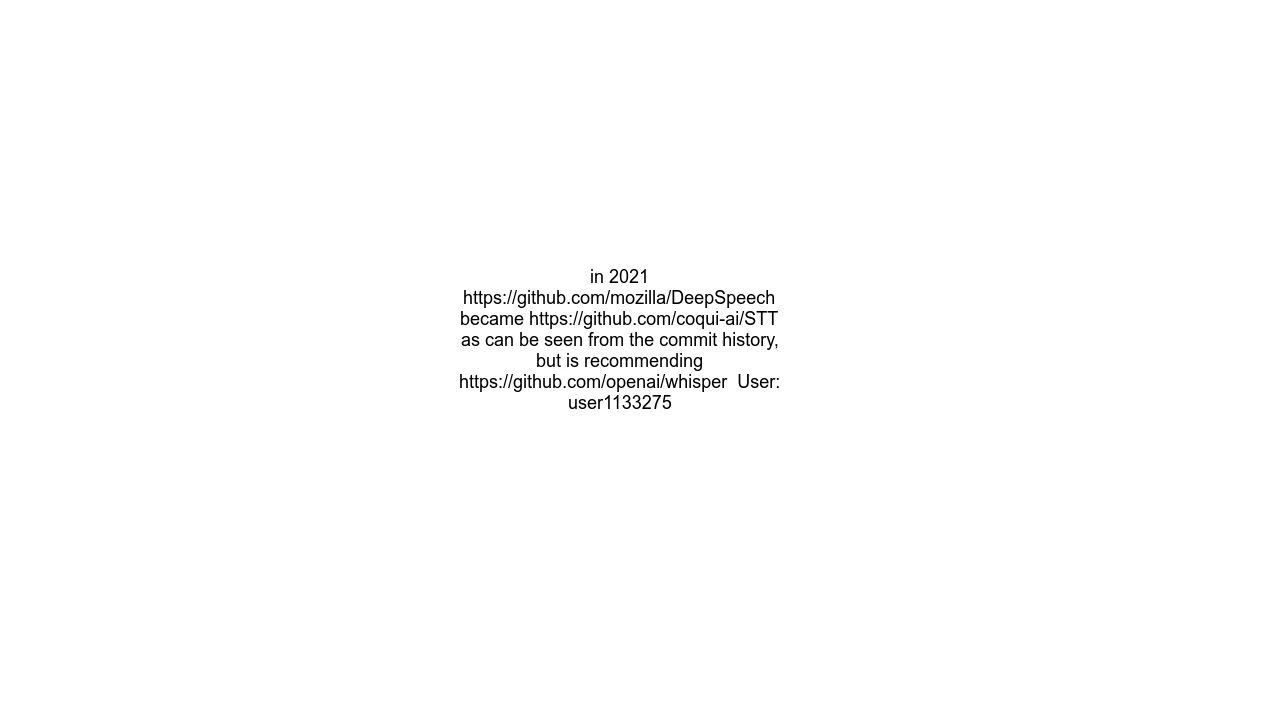 in 2021
https://github.com/mozilla/DeepSpeech
became https://github.com/coqui-ai/STT
as can be seen from the commit history,
but is recommending
https://github.com/openai/whisper  User:
user1133275